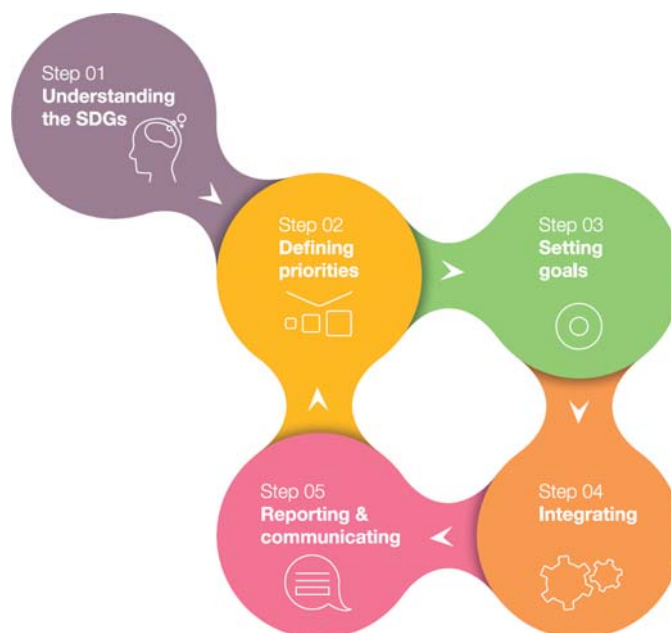 Step 01
Understanding
the SDGs
Step 02
Defining
priorities
Step 03
Setting
goals
Step 04
Integrating
Step 05
Reporting &
communicating